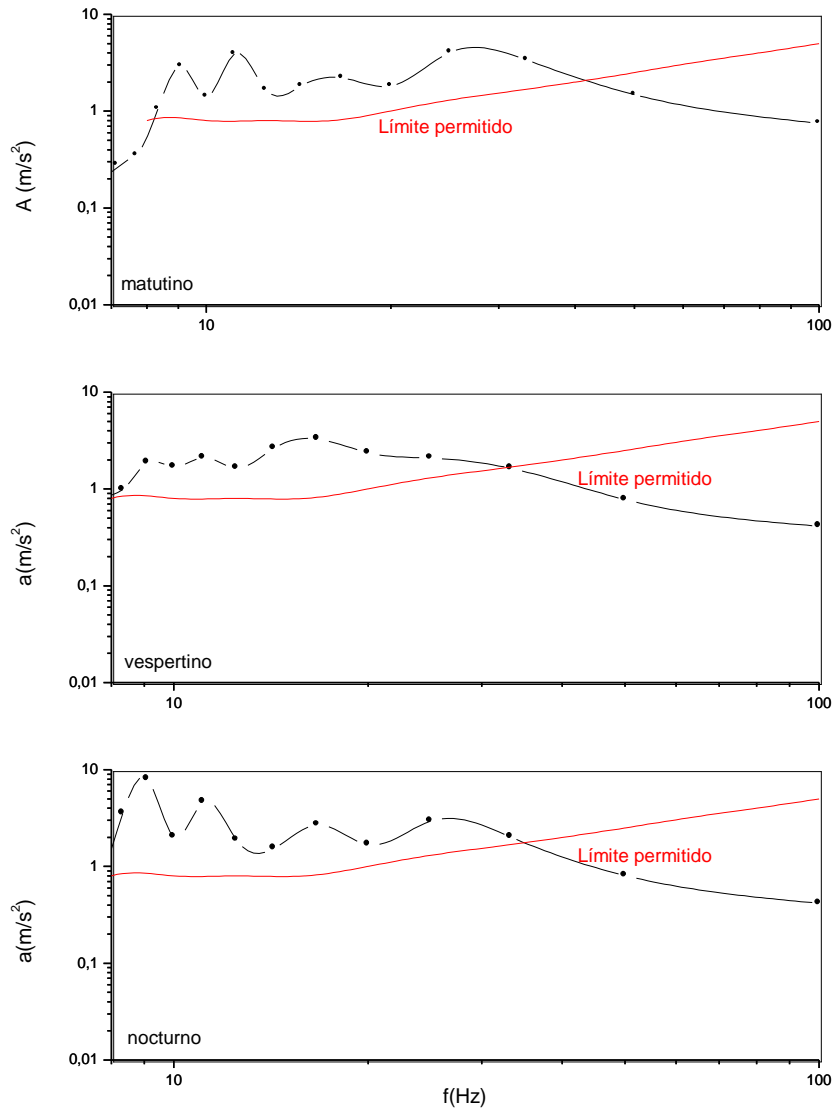 10
1
0,1
0,01
A (m/s²)
Límite permitido
matutino
10
100
10
1
0,1
0,01
a(m/s²)
Límite permitido
vespertino
10
100
10
1
0,1
0,01
a(m/s²)
Límite permitido
nocturno
10
100
f(Hz)